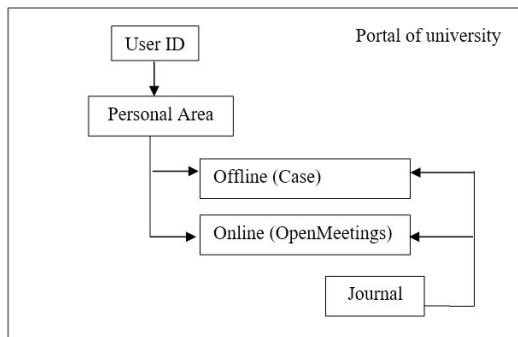 Portal of university
User ID
Personal Area
Offline (Case)
Online (OpenMeetings)
Journal